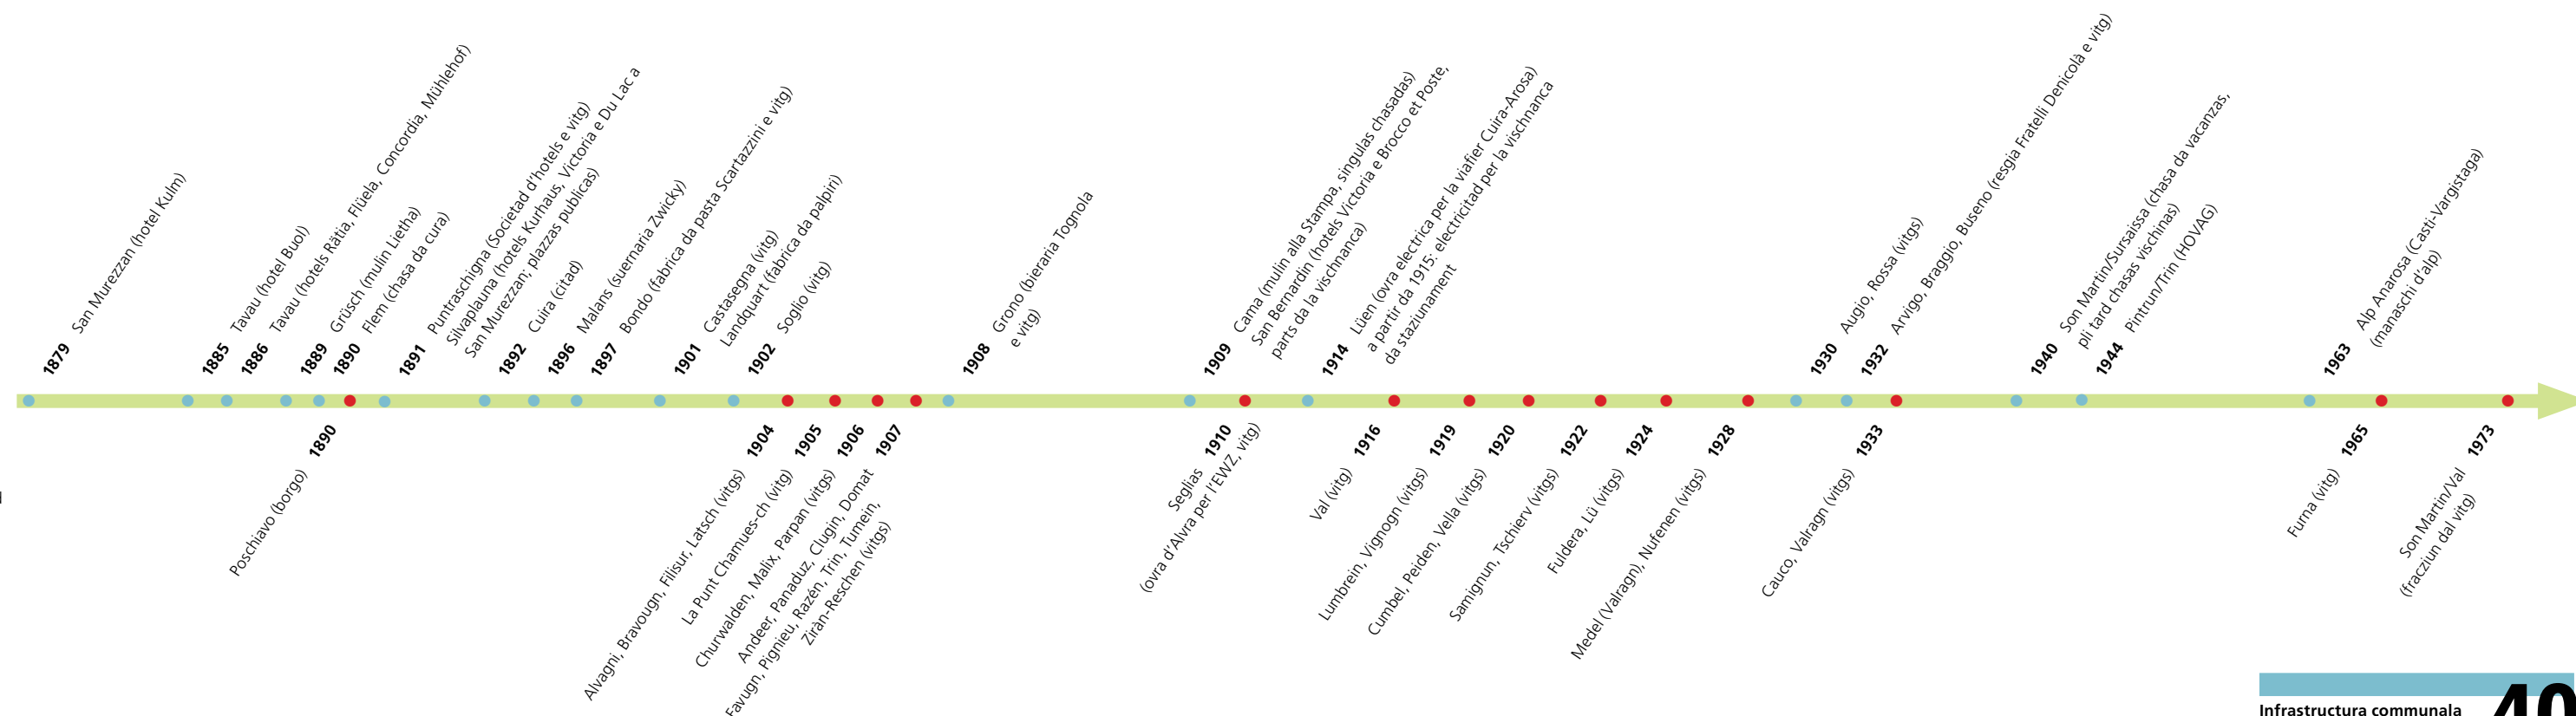 1879
San Murezzan (hotel Kulm)
1885
Tavau (hotel Buol)
1886
Tavau (hotels Rätia, Flüela, Concordia, Mühlehof)
1889
Grüsch (mulin Lietha)
1890
Flem (chasa da cura)
1891
Puntraschigna (Societad d'hotels e vitg)
Silvaplauna (hotels Kurhaus, Victoria e Du Lac a
San Murezzan; plazzas publicas)
1892
Cuira (citad)
1896
Malans (suernaria Zwicky)
1897
Bondo (fabrica da pasta Scartazzini e vitg)
1901
Castasegna (vitg)
Landquart (fabrica da palpiri)
1902
Soglio (vitg)
1908
Grono (bieraria Tognola
e vitg)
1909
Cama (mulin alla Stampa, singulas chasadas)
San Bernardin (hotels Victoria e Brocco et Poste,
parts da la vischnanca)
1914
Lüen (ovra electrica per la viafier Cuira-Arosa)
a partir da 1915: electricitad per la vischnanca
da staziunament
1930
Augio, Rossa (vitgs)
1932
Arvigo, Braggio, Buseno (resgia Fratelli Denicolà e vitg)
1940
Son Martin/Sursaissa (chasa da vacanzas,
pli tard chasas vischinas)
1944
Pintrun/Trin (HOVAG)
1963
Alp Anarosa (Casti-Vargistaga)
(manaschi d'alp)
1890
Poschiavo (borgo)
1904
Alvagni, Bravougn, Filisur, Latsch (vitgs)
1905
La Punt Chamues-ch (vitg)
1906
Churwalden, Malix, Parpan (vitgs)
1907
Andeer, Panaduz, Clugin, Domat
Favugn, Pignieu, Razén, Trin, Tumein,
Ziràn-Reschen (vitgs)
1910
Seglias
(ovra d'Alvra per l'EWZ, vitg)
1916
Val (vitg)
1919
Lumbrein, Vignogn (vitgs)
1920
Cumbel, Peiden, Vella (vitgs)
1922
Samignun, Tschierv (vitgs)
1924
Fuldera, Lü (vitgs)
1928
Medel (Valragn), Nufenen (vitgs)
1933
Cauco, Valragn (vitgs)
1965
Furna (vitg)
1973
Son Martin/Val
(fracziun dal vitg)
Infrastructura communala
40